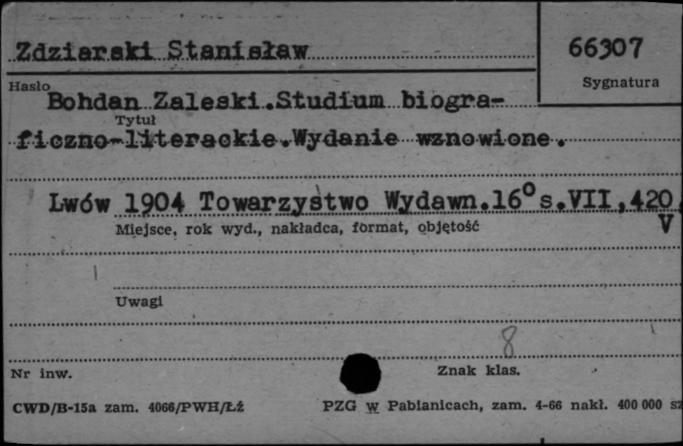 Zdziarski Stanisław
66307
Hasło
Sygnatura
Bohdan Zaleski.Studium biogra-
Tytuł
ficzno-literackie.Wydanie wznowione.
Lwów 1904 Towarzystwo Wydawn.16° s.VII,420,
Miejsce, rok wyd., nakładca, format, objętość
V
Uwagi
8
Nr inw.
Znak klas.
CWD/B-15a zam. 4066/PWH/Łź
PZG w Pabianicach, zam. 4-66 nakł. 400 000 sz